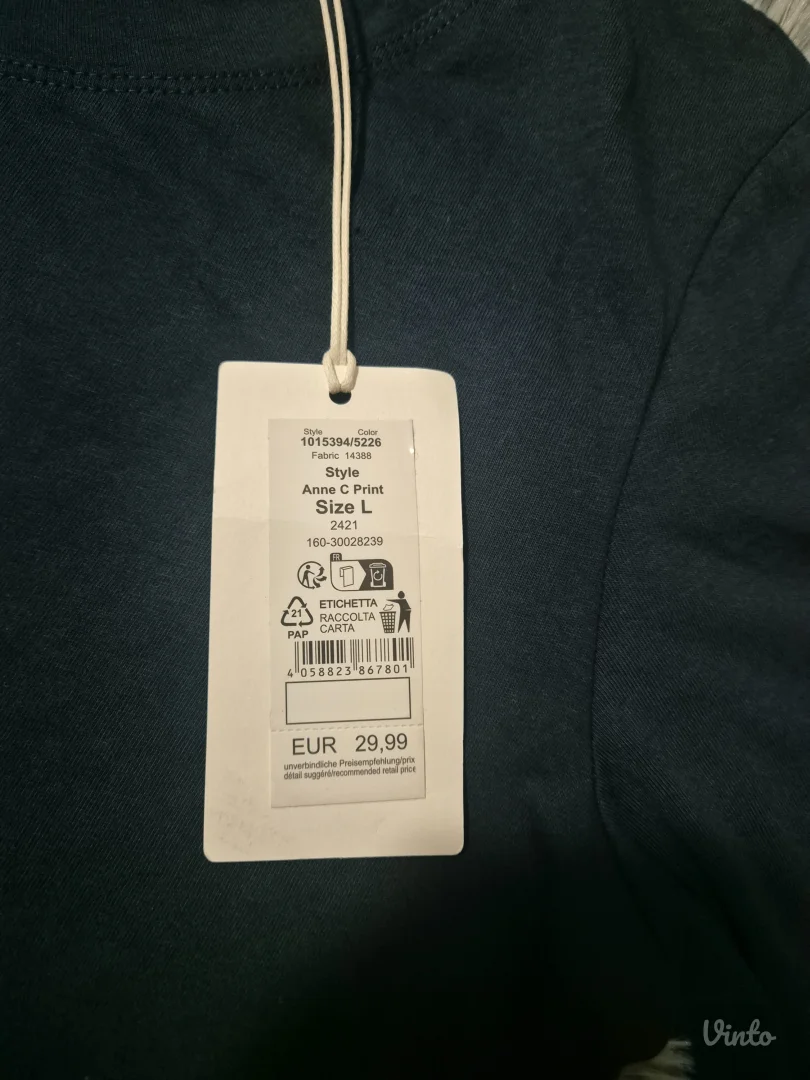 Style Color
1015394/5226
Fabric 14388
Style
Anne C Print
Size L
2421
160-30028239
FR
21
PAP
ETICHETTA
RACCOLTA
CARTA
4 058823 867801
EUR 29,99
unverbindliche Preisempfehlung/prix
détail suggéré/recommended retail price
Vinto